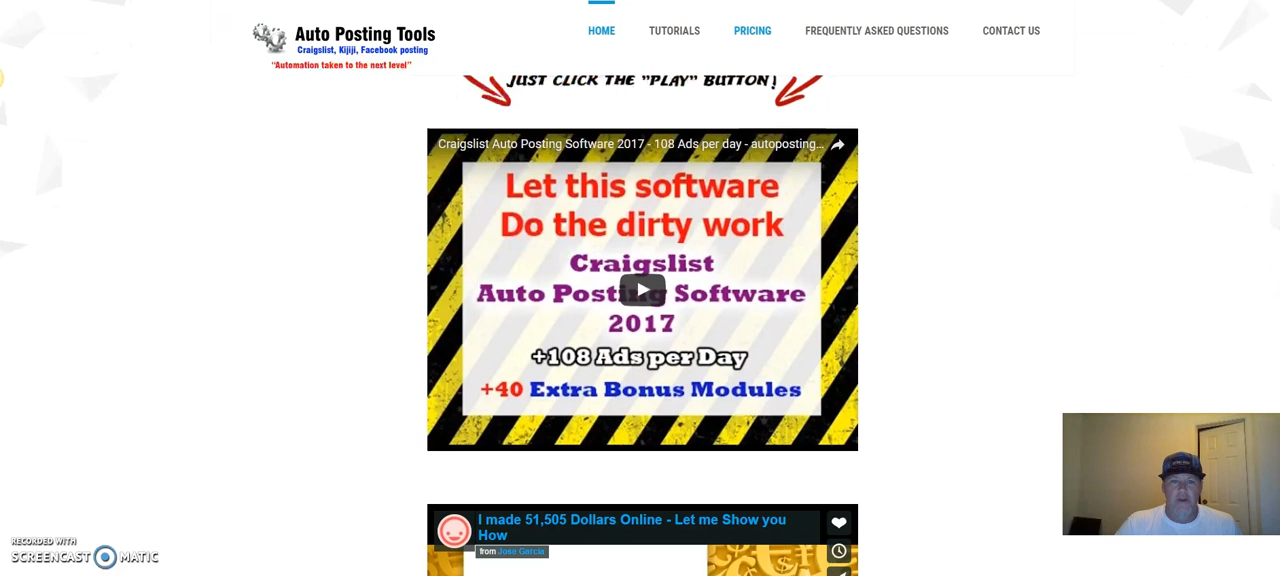 Auto Posting Tools
Craigslist, Kijiji, Facebook posting
"Automation taken to the next level"
HOME
TUTORIALS
PRICING
FREQUENTLY ASKED QUESTIONS
CONTACT US
JUST CLICK THE "PLAY" BUTTON!
Craigslist Auto Posting Software 2017 - 108 Ads per day - autoposting...
Let this software
Do the dirty work
Craigslist
Auto Posting Software
2017
+108 Ads per Day
+40 Extra Bonus Modules
I made 51,505 Dollars Online - Let me Show you
How
from Jose Garcia
RECORDED WITH
SCREENCAST MATIC